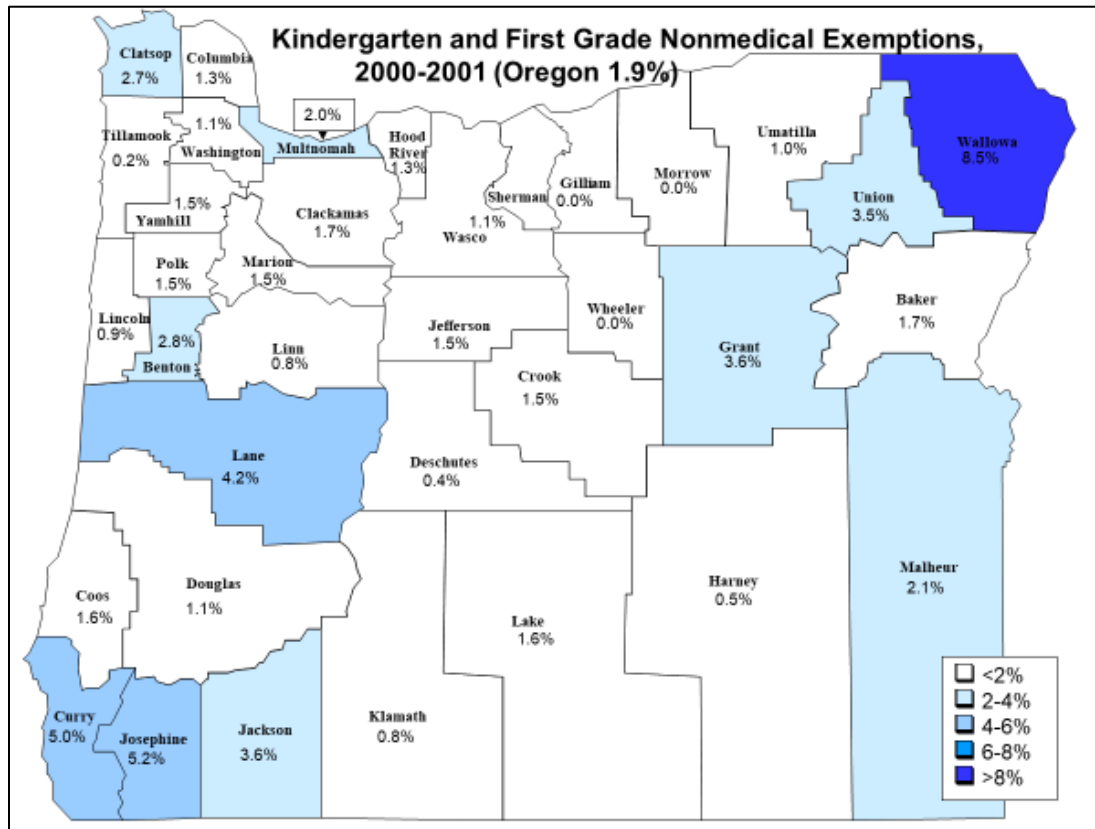 Kindergarten and First Grade Nonmedical Exemptions,
2000-2001 (Oregon 1.9%)
Clatsop
2.7%
Columbia
1.3%
Tillamook
0.2%
1.1%
Washington
2.0%
Multnomah
Hood
River
1.3%
1.5%
Yamhill
Clackamas
1.7%
Sherman
1.1%
Wasco
Gilliam
0.0%
Morrow
0.0%
Umatilla
1.0%
Union
3.5%
Wallowa
8.5%
Polk
1.5%
Marion
1.5%
Lincoln
0.9%
2.8%
Benton
Linn
0.8%
Jefferson
1.5%
Wheeler
0.0%
Grant
3.6%
Baker
1.7%
Crook
1.5%
Lane
4.2%
Deschutes
0.4%
Coos
1.6%
Douglas
1.1%
Lake
1.6%
Harney
0.5%
Malheur
2.1%
Curry
5.0%
Josephine
5.2%
Jackson
3.6%
Klamath
0.8%
<2%
2-4%
4-6%
6-8%
>8%